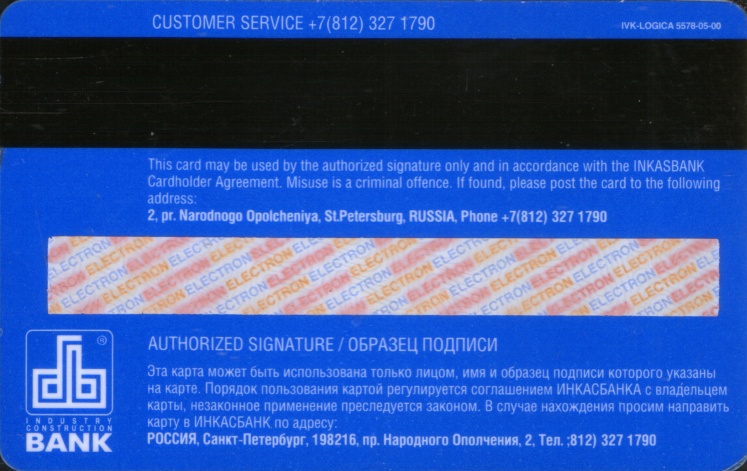 CUSTOMER SERVICE +7(812) 327 1790
IVK-LOGICA 5578-05-00
This card may be used by the authorized signature only and in accordance with the INKASBANK
Cardholder Agreement. Misuse is a criminal offence. If found, please post the card to the following
address:
2, pr. Narodnogo Opolcheniya, St.Petersburg, RUSSIA, Phone +7(812) 327 1790
ELECTRON ELECTRON ELECTRON ELECTRON ELECTRON ELECTRON
AUTHORIZED SIGNATURE / ОБРАЗЕЦ ПОДПИСИ
Эта карта может быть использована только лицом, имя и образец подписи которого указаны
на карте. Порядок пользования картой регулируется соглашением ИНКАСБАНКА с владельцем
карты, незаконное применение преследуется законом. В случае нахождения просим направить
карту в ИНКАСБАНК по адресу:
РОССИЯ, Санкт-Петербург, 198216, пр. Народного Ополчения, 2, Тел. :812) 327 1790
®
INDUSTRY
CONSTRUCTION
BANK